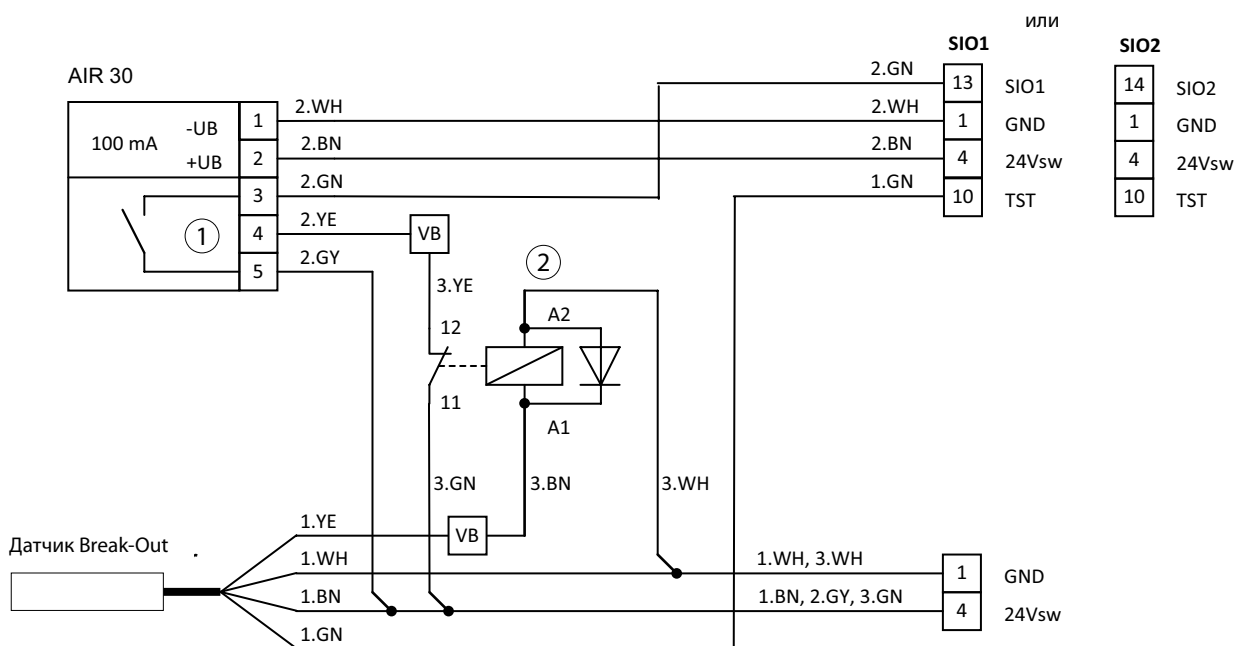 или
SIO1
SIO2
AIR 30
2.GN
13
SIO1
14
SIO2
100 mA
-UB
1
2.WH
2.WH
1
GND
1
GND
+UB
2
2.BN
2.BN
4
24Vsw
4
24Vsw
3
2.GN
1.GN
10
TST
10
TST
1
4
2.YE
VB
5
2.GY
2
3.YE
12
A2
11
A1
3.GN
3.BN
3.WH
1.YE
VB
Датчик Break-Out
1.WH
1.WH, 3.WH
1
GND
1.BN
1.BN, 2.GY, 3.GN
4
24Vsw
1.GN